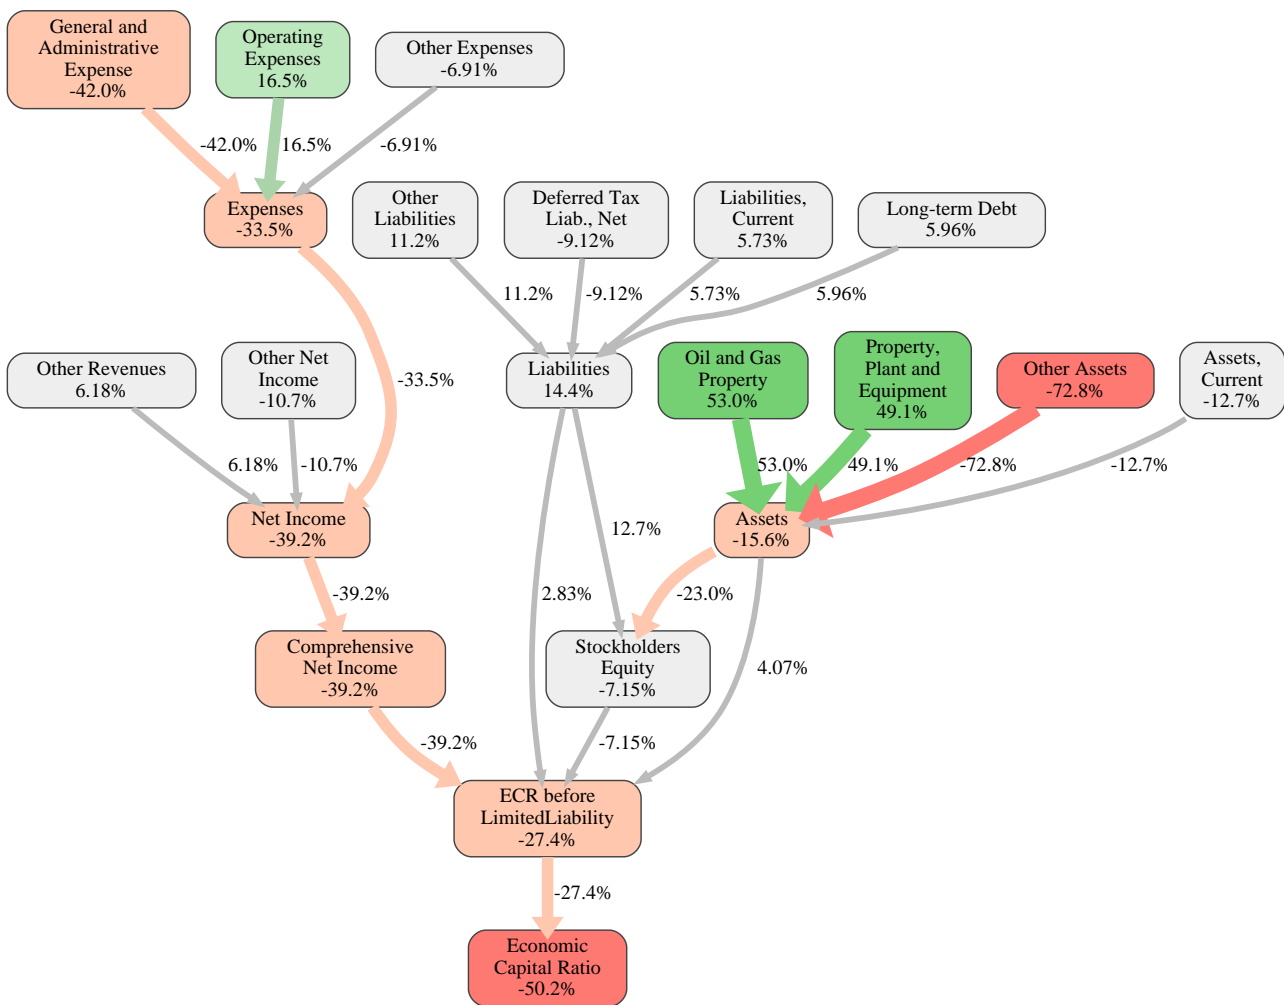 General and
Administrative
Expense
-42.0%
Operating
Expenses
16.5%
Other Expenses
-6.91%
-42.0%
16.5%
-6.91%
Expenses
-33.5%
Other
Liabilities
11.2%
Deferred Tax
Liab., Net
-9.12%
Liabilities,
Current
5.73%
Long-term Debt
5.96%
11.2%
-9.12%
5.73%
5.96%
Other Revenues
6.18%
Other Net
Income
-10.7%
-33.5%
Liabilities
14.4%
Oil and Gas
Property
53.0%
Property,
Plant and
Equipment
49.1%
Other Assets
-72.8%
Assets,
Current
-12.7%
6.18%
-10.7%
53.0%
49.1%
-72.8%
-12.7%
Net Income
-39.2%
12.7%
Assets
-15.6%
-39.2%
2.83%
-23.0%
Comprehensive
Net Income
-39.2%
Stockholders
Equity
-7.15%
4.07%
-39.2%
-7.15%
ECR before
LimitedLiability
-27.4%
-27.4%
Economic
Capital Ratio
-50.2%